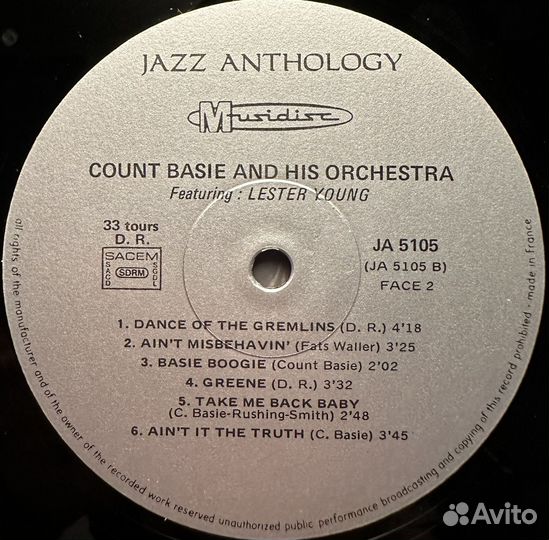 JAZZ ANTHOLOGY
Musidisc
COUNT BASIE AND HIS ORCHESTRA
Featuring : LESTER YOUNG
33 tours
D. R.
SACEM
SACD
SDRM
SGDL
JA 5105
(JA 5105 B)
FACE 2
1. DANCE OF THE GREMLINS (D. R.) 4'18
2. AIN'T MISBEHAVIN' (Fats Waller) 3'25
3. BASIE BOOGIE (Count Basie) 2'02
4. GREENE (D. R.) 3'32
5. TAKE ME BACK BABY
(C. Basie-Rushing-Smith) 2'48
6. AIN'T IT THE TRUTH (C. Basie) 3'45
all rights of the manufacturer and of the owner of the recorded work reserved unauthorized public performance broadcasting and copying of this record prohibited - made in france
Avito